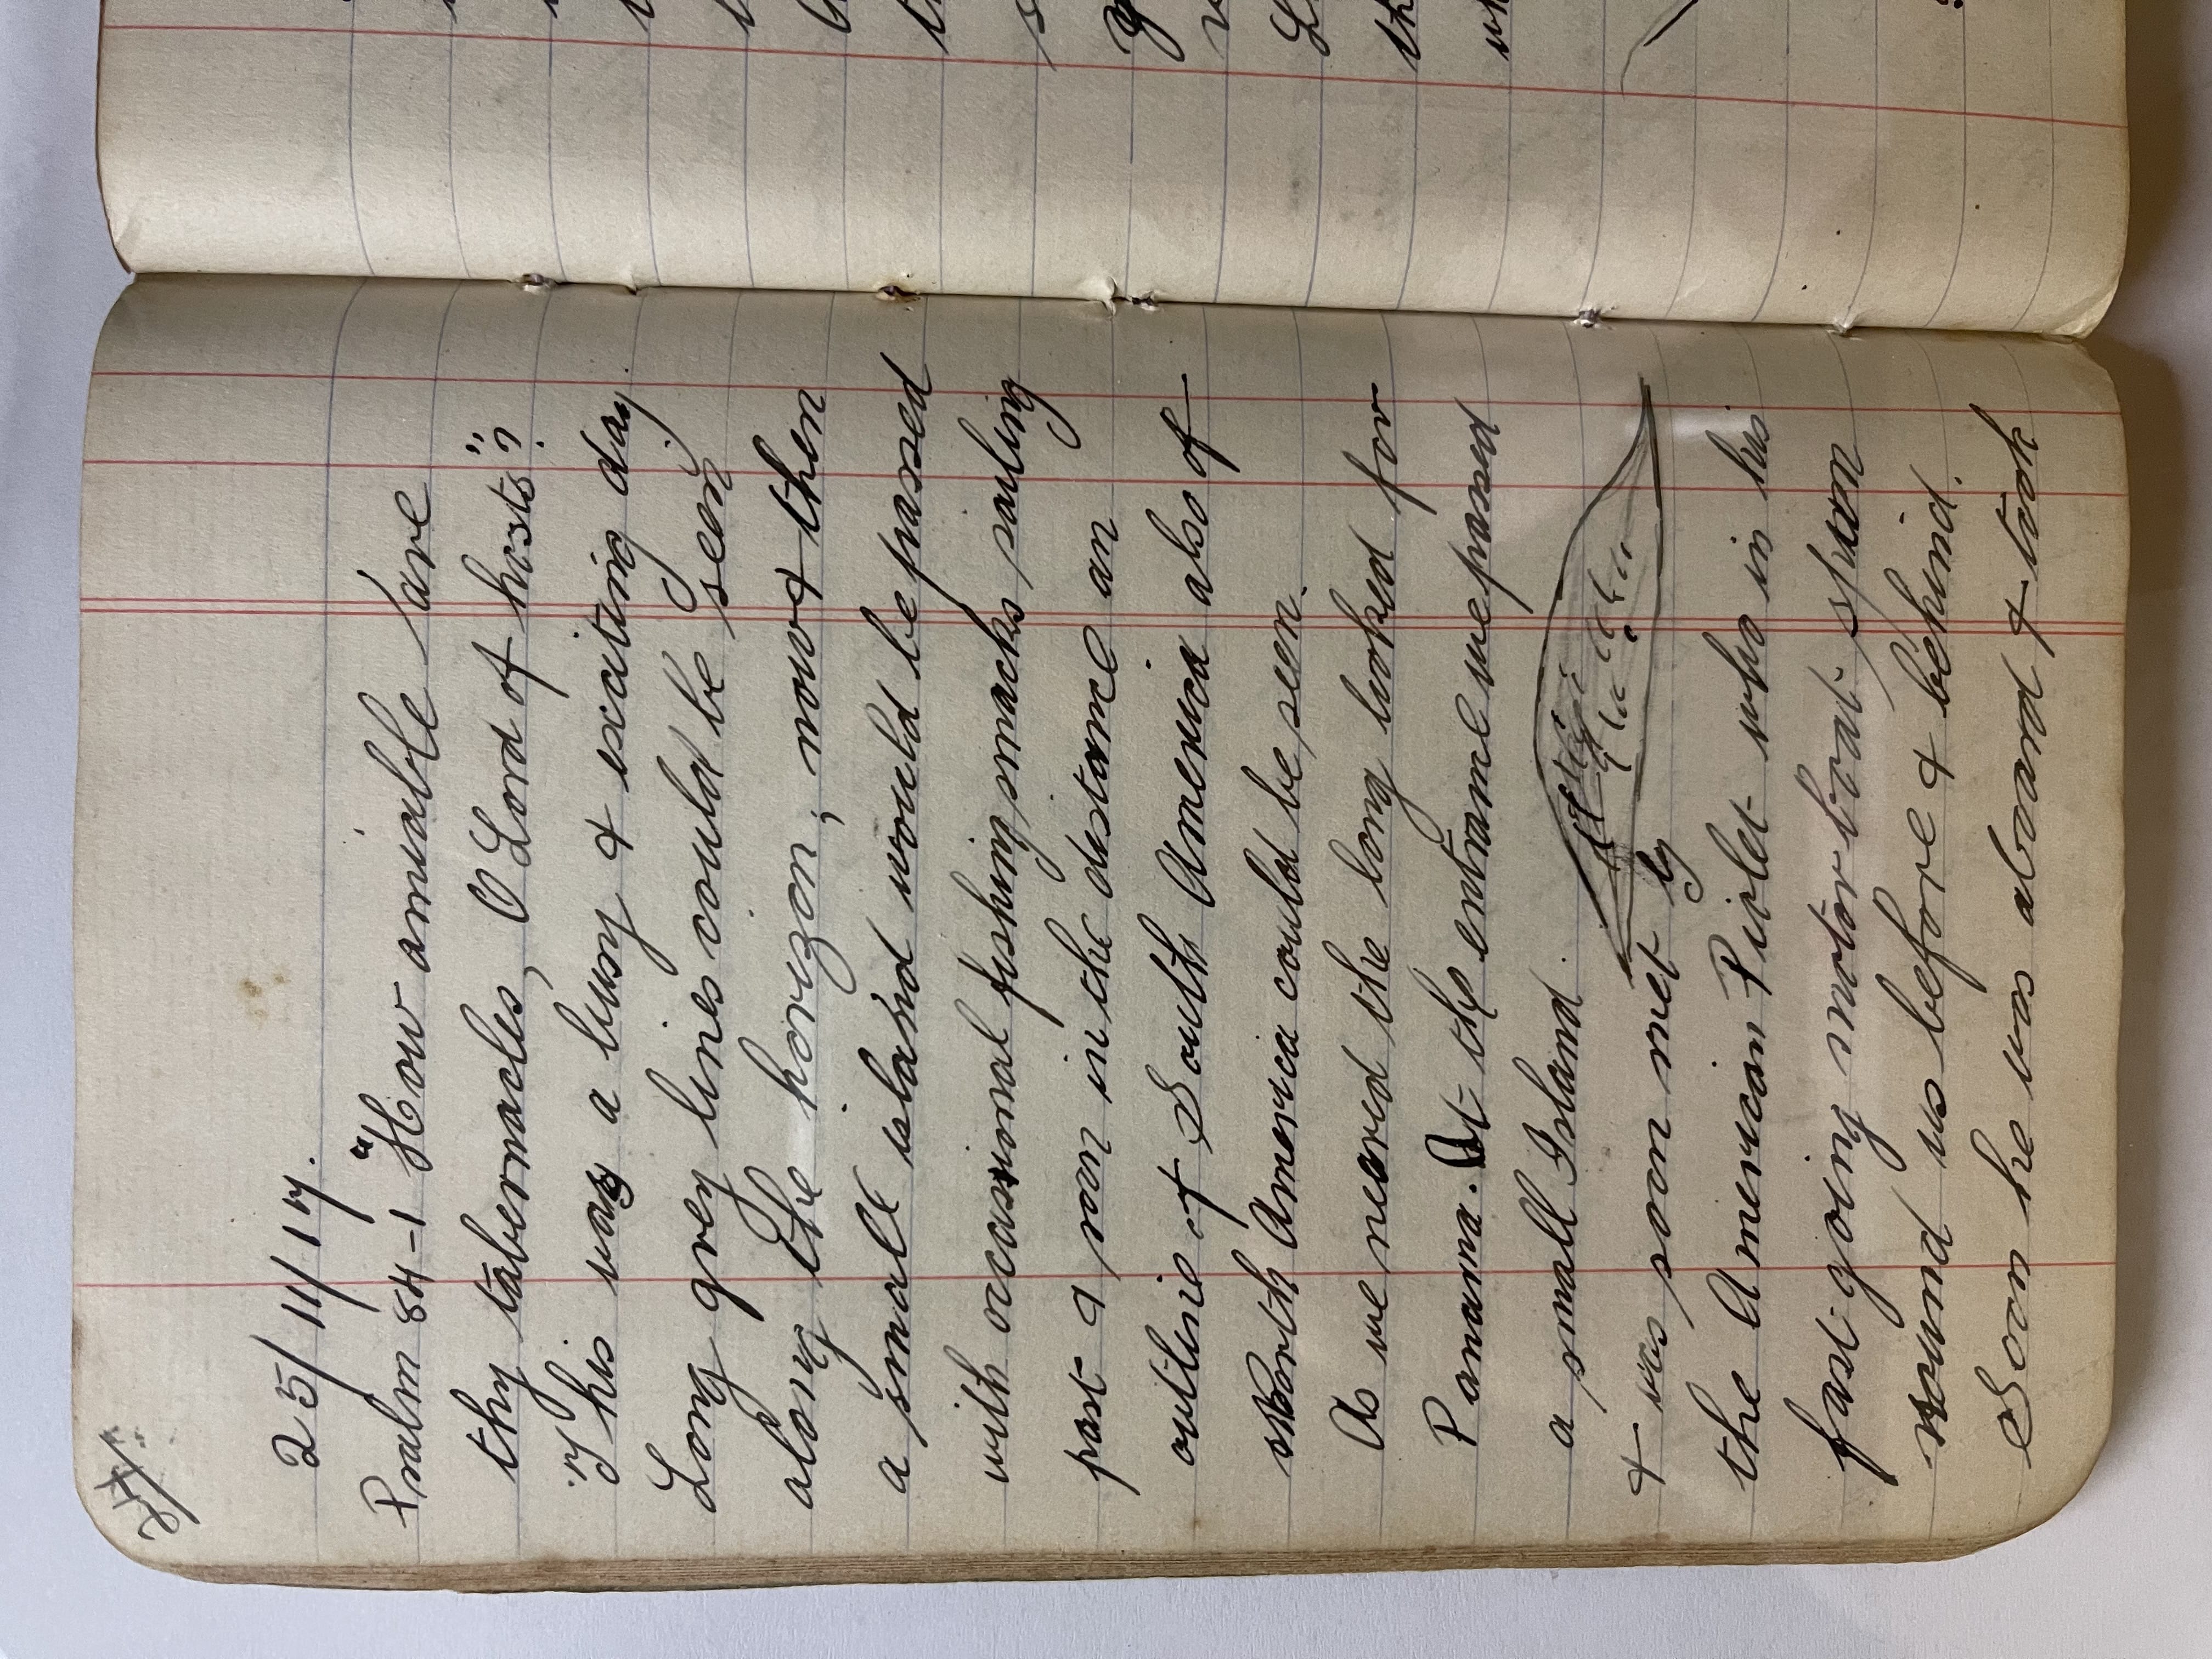 24
25/11/17.
Psalm 84-1 "How amiable are
thy tabernacles, O Lord of hosts"?
This was a busy & exciting day.
Long grey lines could be seen
along the horizon, now & then
a small island would be passed
with occassional fishing smacks sailing
past & soon in the distance an
outline of South America also of
North America could be seen.
As we neared the long looked for
Panama. At the entrance we passed
a small Island.
& was soon met by
the American Piolet who in his
fast going motor boat spun
round us before & behind.
Soon he was aboard & took